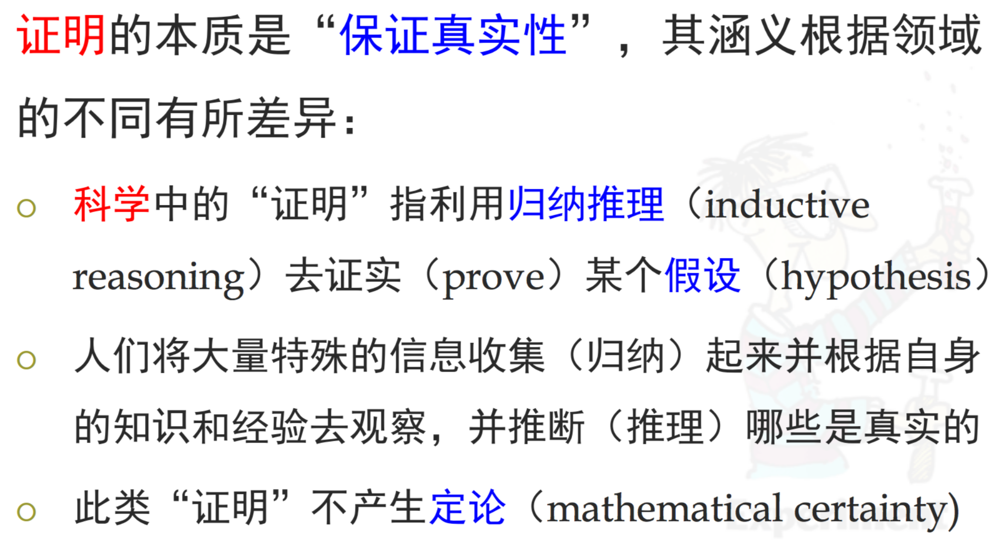 证明的本质是“保证真实性”，其涵义根据领域
的不同有所差异：
○ 科学中的“证明”指利用归纳推理（inductive
reasoning）去证实（prove）某个假设（hypothesis）
○ 人们将大量特殊的信息收集（归纳）起来并根据自身
的知识和经验去观察，并推断（推理）哪些是真实的
○ 此类“证明”不产生定论（mathematical certainty)
Experiment